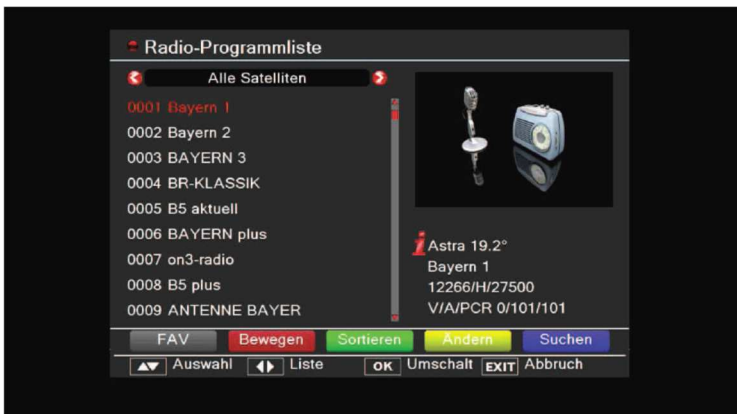 Radio-Programmliste
Alle Satelliten
0001 Bayern 1
0002 Bayern 2
0003 BAYERN 3
0004 BR-KLASSIK
0005 B5 aktuell
0006 BAYERN plus
0007 on3-radio
0008 B5 plus
0009 ANTENNE BAYER
Astra 19.2°
Bayern 1
12266/H/27500
V/A/PCR 0/101/101
FAV Bewegen Sortieren Ändern Suchen
Auswahl Liste OK Umschalt EXIT Abbruch